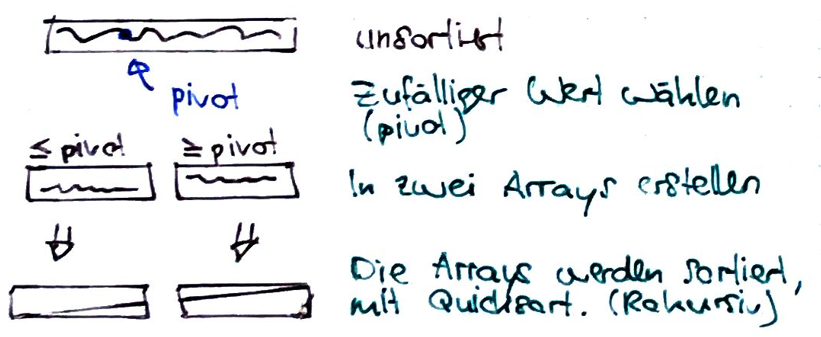 unsortiert
pivot
Zufälliger Wert wählen
(pivot)
≤ pivot
≥ pivot
In zwei Arrays erstellen
Die Arrays werden sortiert,
mit Quicksort. (Rekursiv)